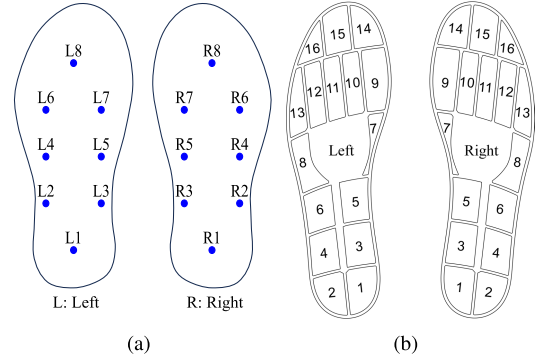 L8
R8
L6
L7
R7
R6
L4
L5
R5
R4
L2
L3
R3
R2
L1
R1
L: Left
R: Right
(a)
16
15
14
13
12
11
10
9
Left
7
8
6
5
4
3
2
1
14
15
16
9
10
11
12
13
7
Right
8
5
6
3
4
1
2
(b)